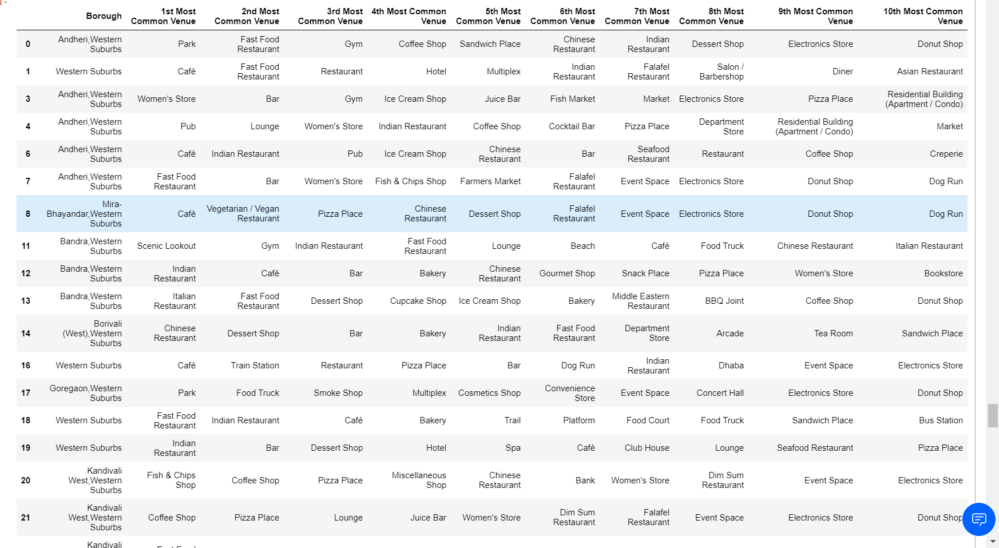 Borough 1st Most Common Venue 2nd Most Common Venue 3rd Most Common Venue 4th Most Common Venue 5th Most Common Venue 6th Most Common Venue 7th Most Common Venue 8th Most Common Venue 9th Most Common Venue 10th Most Common Venue
0 Andheri,Western Suburbs Park Fast Food Restaurant Gym Coffee Shop Sandwich Place Chinese Restaurant Indian Restaurant Dessert Shop Electronics Store Donut Shop
1 Western Suburbs Café Fast Food Restaurant Restaurant Hotel Multiplex Indian Restaurant Falafel Restaurant Salon / Barbershop Diner Asian Restaurant
3 Andheri,Western Suburbs Women's Store Bar Gym Ice Cream Shop Juice Bar Fish Market Market Electronics Store Pizza Place Residential Building (Apartment / Condo)
4 Andheri,Western Suburbs Pub Lounge Women's Store Indian Restaurant Coffee Shop Cocktail Bar Pizza Place Department Store Residential Building (Apartment / Condo) Market
6 Andheri,Western Suburbs Café Indian Restaurant Pub Ice Cream Shop Chinese Restaurant Bar Seafood Restaurant Restaurant Coffee Shop Creperie
7 Andheri,Western Suburbs Fast Food Restaurant Bar Women's Store Fish & Chips Shop Farmers Market Falafel Restaurant Event Space Electronics Store Donut Shop Dog Run
8 Mira-Bhayandar,Western Suburbs Café Vegetarian / Vegan Restaurant Pizza Place Chinese Restaurant Dessert Shop Falafel Restaurant Event Space Electronics Store Donut Shop Dog Run
11 Bandra,Western Suburbs Scenic Lookout Gym Indian Restaurant Fast Food Restaurant Lounge Beach Café Food Truck Chinese Restaurant Italian Restaurant
12 Bandra,Western Suburbs Indian Restaurant Café Bar Bakery Chinese Restaurant Gourmet Shop Snack Place Pizza Place Women's Store Bookstore
13 Bandra,Western Suburbs Italian Restaurant Fast Food Restaurant Dessert Shop Cupcake Shop Ice Cream Shop Bakery Middle Eastern Restaurant BBQ Joint Coffee Shop Donut Shop
14 Borivali (West),Western Suburbs Chinese Restaurant Dessert Shop Bar Bakery Indian Restaurant Fast Food Restaurant Department Store Arcade Tea Room Sandwich Place
16 Western Suburbs Café Train Station Restaurant Pizza Place Bar Dog Run Indian Restaurant Dhaba Event Space Electronics Store
17 Goregaon,Western Suburbs Park Food Truck Smoke Shop Multiplex Cosmetics Shop Convenience Store Event Space Concert Hall Electronics Store Donut Shop
18 Western Suburbs Fast Food Restaurant Indian Restaurant Café Bakery Trail Platform Food Court Food Truck Sandwich Place Bus Station
19 Western Suburbs Indian Restaurant Bar Dessert Shop Hotel Spa Café Club House Lounge Seafood Restaurant Pizza Place
20 Kandivali West,Western Suburbs Fish & Chips Shop Coffee Shop Pizza Place Miscellaneous Shop Chinese Restaurant Bank Women's Store Dim Sum Restaurant Event Space Electronics Store
21 Kandivali West,Western Suburbs Coffee Shop Pizza Place Lounge Juice Bar Women's Store Dim Sum Restaurant Falafel Restaurant Event Space Electronics Store Donut Shop
Kandivali